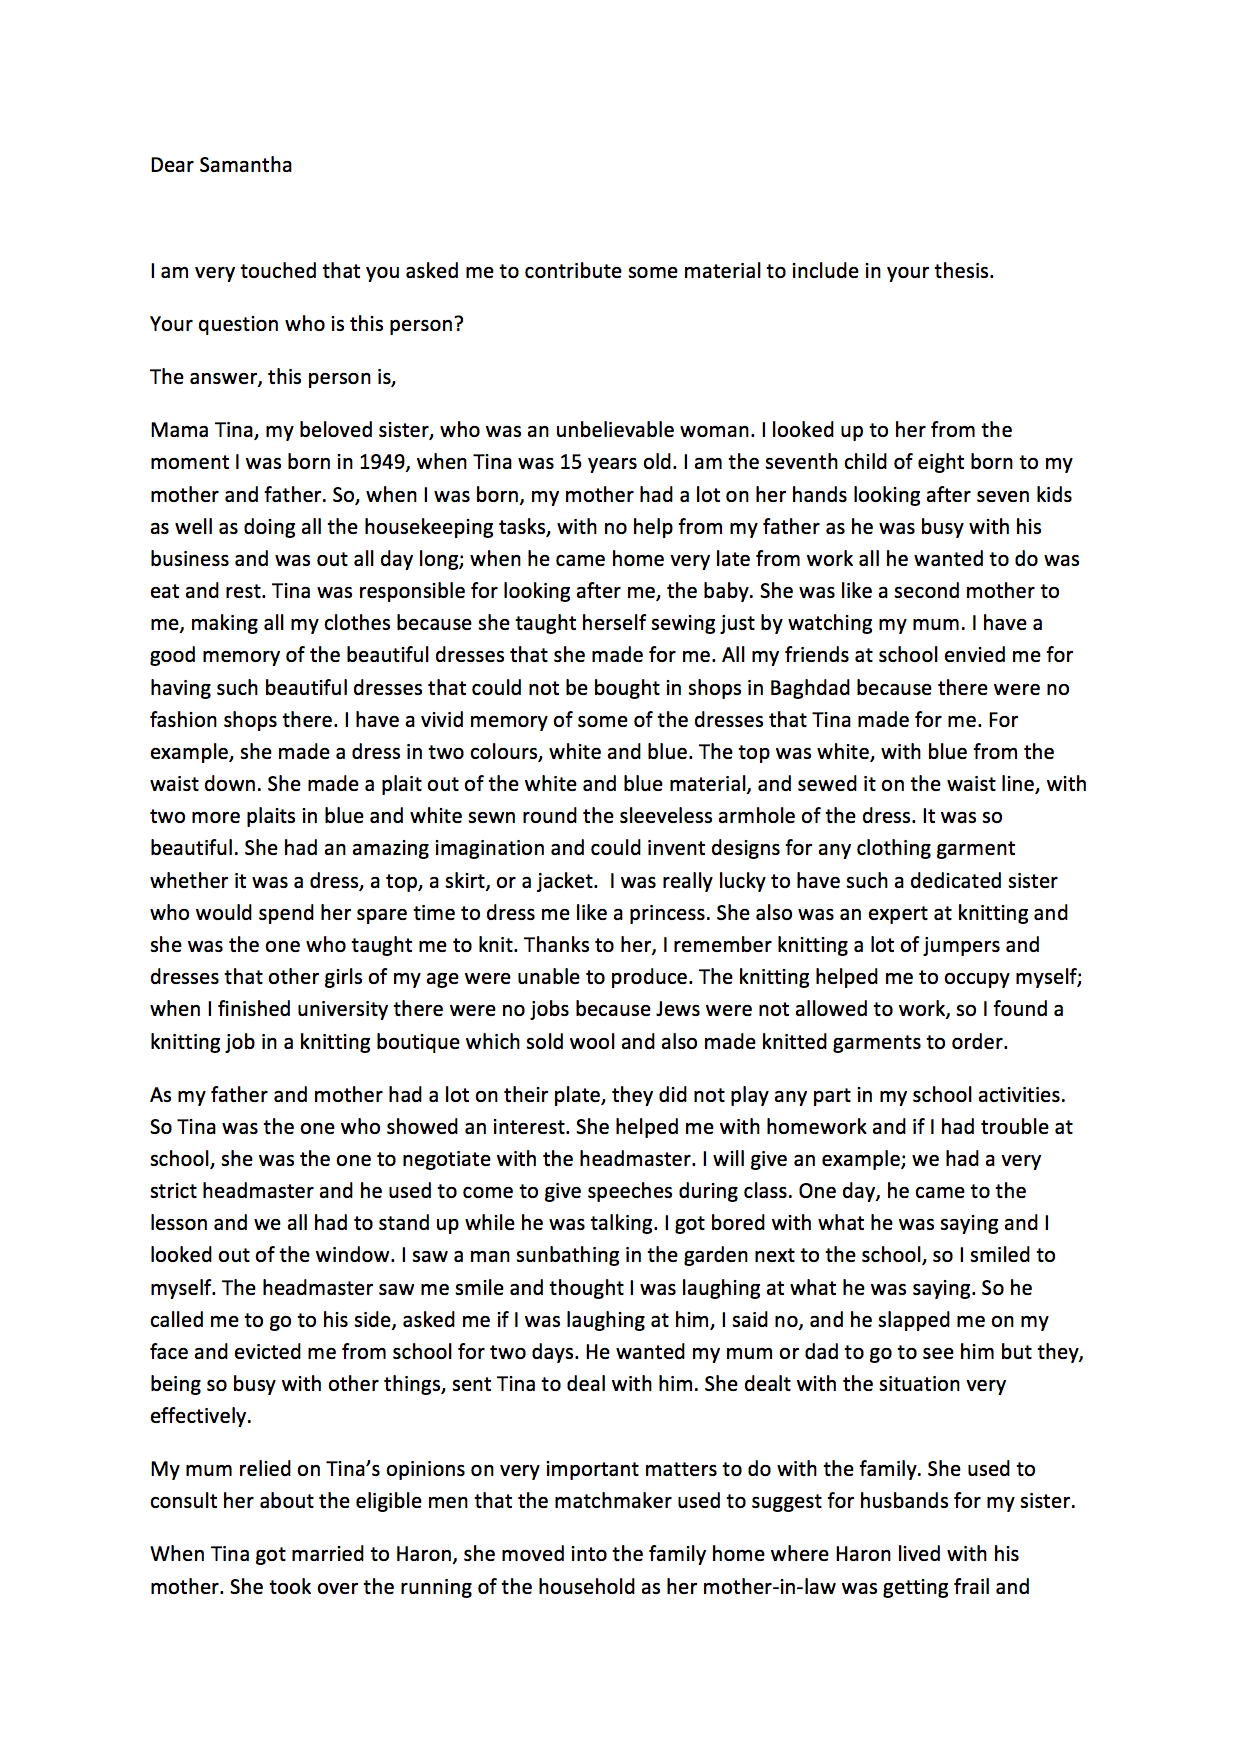 Dear Samantha
I am very touched that you asked me to contribute some material to include in your thesis.
Your question who is this person?
The answer, this person is,
Mama Tina, my beloved sister, who was an unbelievable woman. I looked up to her from the
moment I was born in 1949, when Tina was 15 years old. I am the seventh child of eight born to my
mother and father. So, when I was born, my mother had a lot on her hands looking after seven kids
as well as doing all the housekeeping tasks, with no help from my father as he was busy with his
business and was out all day long; when he came home very late from work all he wanted to do was
eat and rest. Tina was responsible for looking after me, the baby. She was like a second mother to
me, making all my clothes because she taught herself sewing just by watching my mum. I have a
good memory of the beautiful dresses that she made for me. All my friends at school envied me for
having such beautiful dresses that could not be bought in shops in Baghdad because there were no
fashion shops there. I have a vivid memory of some of the dresses that Tina made for me. For
example, she made a dress in two colours, white and blue. The top was white, with blue from the
waist down. She made a plait out of the white and blue material, and sewed it on the waist line, with
two more plaits in blue and white sewn round the sleeveless armhole of the dress. It was so
beautiful. She had an amazing imagination and could invent designs for any clothing garment
whether it was a dress, a top, a skirt, or a jacket.  I was really lucky to have such a dedicated sister
who would spend her spare time to dress me like a princess. She also was an expert at knitting and
she was the one who taught me to knit. Thanks to her, I remember knitting a lot of jumpers and
dresses that other girls of my age were unable to produce. The knitting helped me to occupy myself;
when I finished university there were no jobs because Jews were not allowed to work, so I found a
knitting job in a knitting boutique which sold wool and also made knitted garments to order.
As my father and mother had a lot on their plate, they did not play any part in my school activities.
So Tina was the one who showed an interest. She helped me with homework and if I had trouble at
school, she was the one to negotiate with the headmaster. I will give an example; we had a very
strict headmaster and he used to come to give speeches during class. One day, he came to the
lesson and we all had to stand up while he was talking. I got bored with what he was saying and I
looked out of the window. I saw a man sunbathing in the garden next to the school, so I smiled to
myself. The headmaster saw me smile and thought I was laughing at what he was saying. So he
called me to go to his side, asked me if I was laughing at him, I said no, and he slapped me on my
face and evicted me from school for two days. He wanted my mum or dad to go to see him but they,
being so busy with other things, sent Tina to deal with him. She dealt with the situation very
effectively.
My mum relied on Tina’s opinions on very important matters to do with the family. She used to
consult her about the eligible men that the matchmaker used to suggest for husbands for my sister.
When Tina got married to Haron, she moved into the family home where Haron lived with his
mother. She took over the running of the household as her mother-in-law was getting frail and